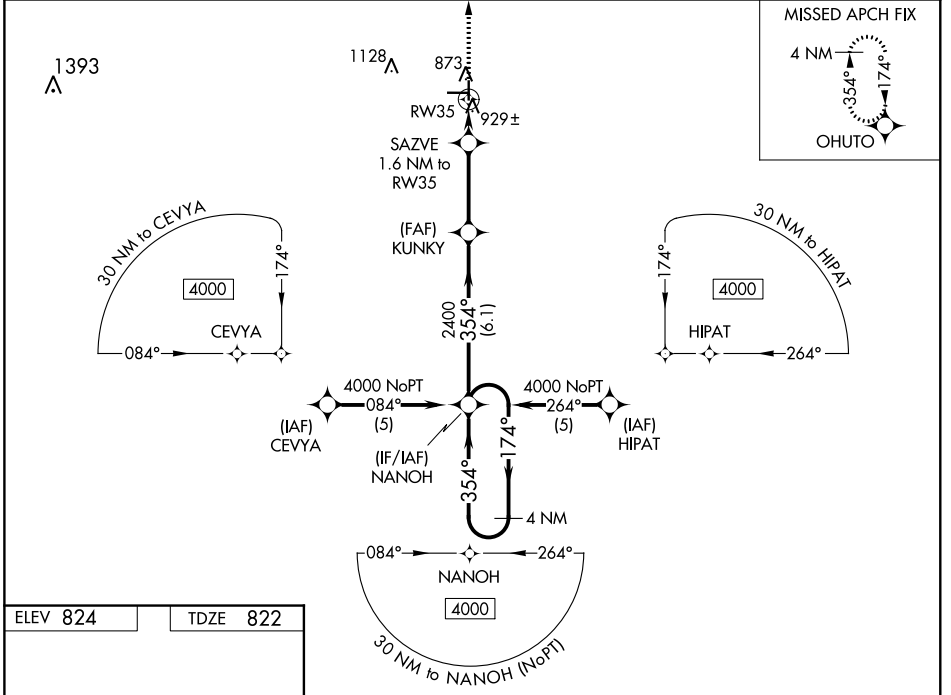 MISSED APCH FIX
4 NM
354°
174°
OHUTO
1393
1128
873
RW35
929±
SAZVE
1.6 NM to
RW35
(FAF)
KUNKY
30 NM to CEVYA
174°
4000
CEVYA
084°
30 NM to HIPAT
174°
4000
HIPAT
264°
2400
354°
(6.1)
4000 NoPT
084°
(5)
(IAF)
CEVYA
4000 NoPT
264°
(5)
(IAF)
HIPAT
(IF/IAF)
NANOH
354°
174°
4 NM
084°
264°
NANOH
4000
30 NM to NANOH (NoPT)
ELEV 824
TDZE 822